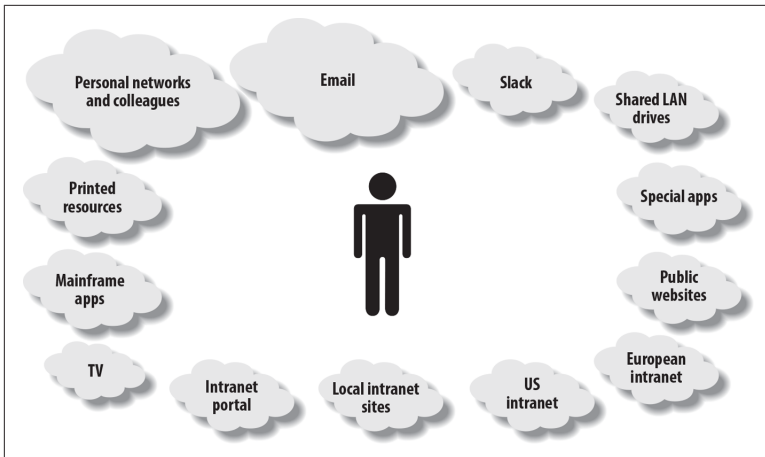 Personal networks
and colleagues
Email
Slack
Shared LAN
drives
Printed
resources
Special apps
Mainframe
apps
Public
websites
TV
Intranet
portal
Local intranet
sites
US
intranet
European
intranet